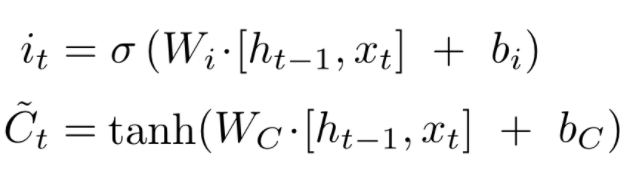 i_t = σ (W_i·[h_{t−1}, x_t] + b_i)
C̃_t = tanh(W_C·[h_{t−1}, x_t] + b_C)